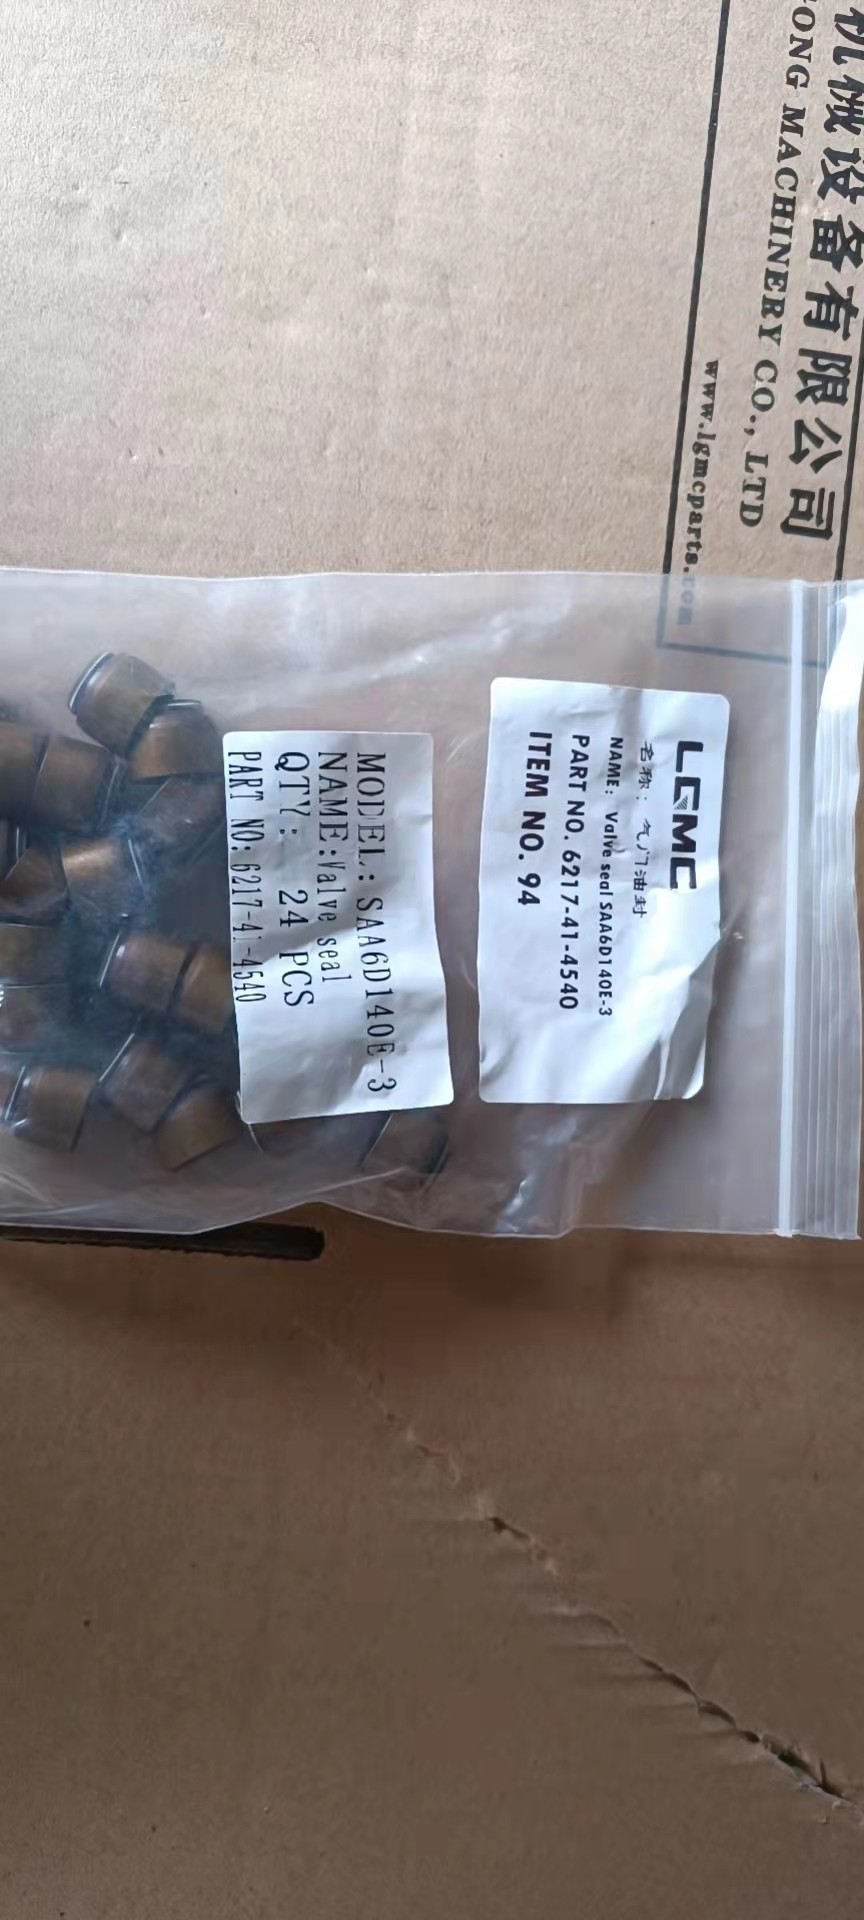 机械设备有限公司
ONG MACHINERY CO., LTD
www.lgmcparts.com
LGMC
名称：气门油封
NAME: Valve seal SAA6D140E-3
PART NO. 6217-41-4540
ITEM NO. 94
MODEL: SAA6D140E-3
NAME:Valve seal
QTY: 24 PCS
PART NO: 6217-41-4540